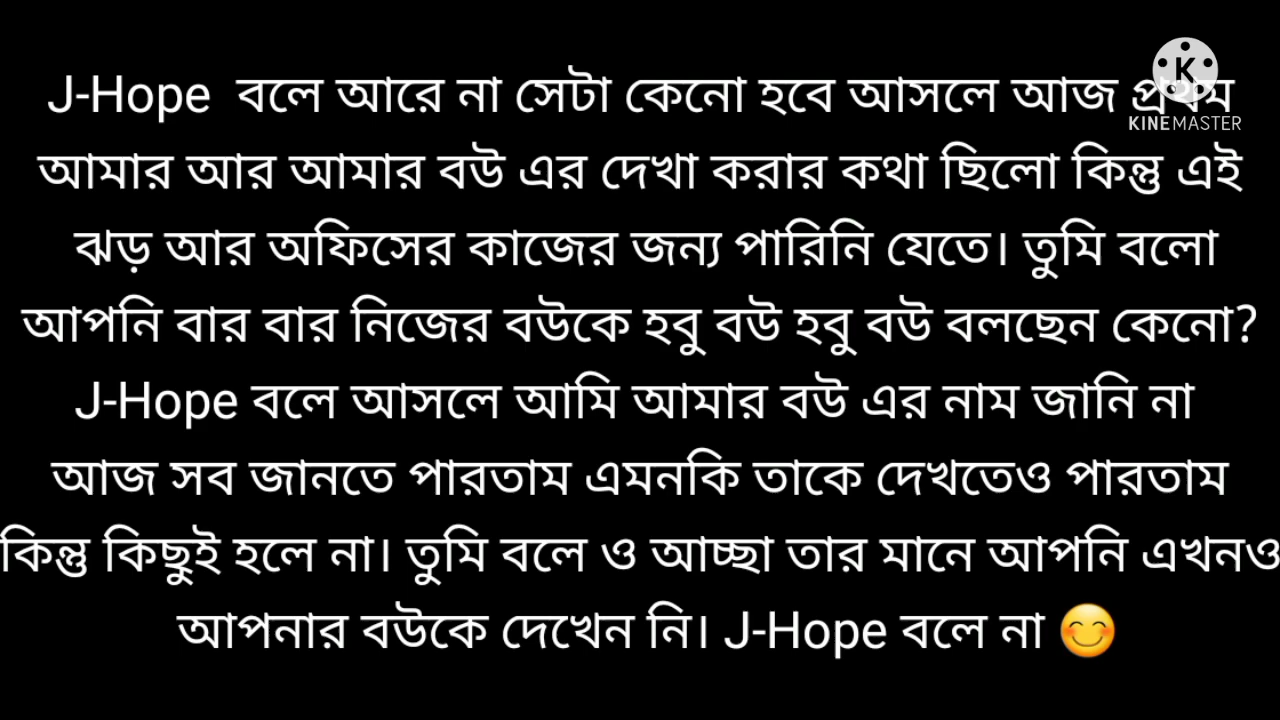 J-Hope বলে আরে না সেটা কেনো হবে আসলে আজ প্রথম
আমার আর আমার বউ এর দেখা করার কথা ছিলো কিন্তু এই
ঝড় আর অফিসের কাজের জন্য পারিনি যেতে। তুমি বলো
আপনি বার বার নিজের বউকে হবু বউ হবু বউ বলছেন কেনো?
J-Hope বলে আসলে আমি আমার বউ এর নাম জানি না
আজ সব জানতে পারতাম এমনকি তাকে দেখতেও পারতাম
কিন্তু কিছুই হলে না। তুমি বলে ও আচ্ছা তার মানে আপনি এখনও
আপনার বউকে দেখেন নি। J-Hope বলে না 😊
K
KINEMASTER